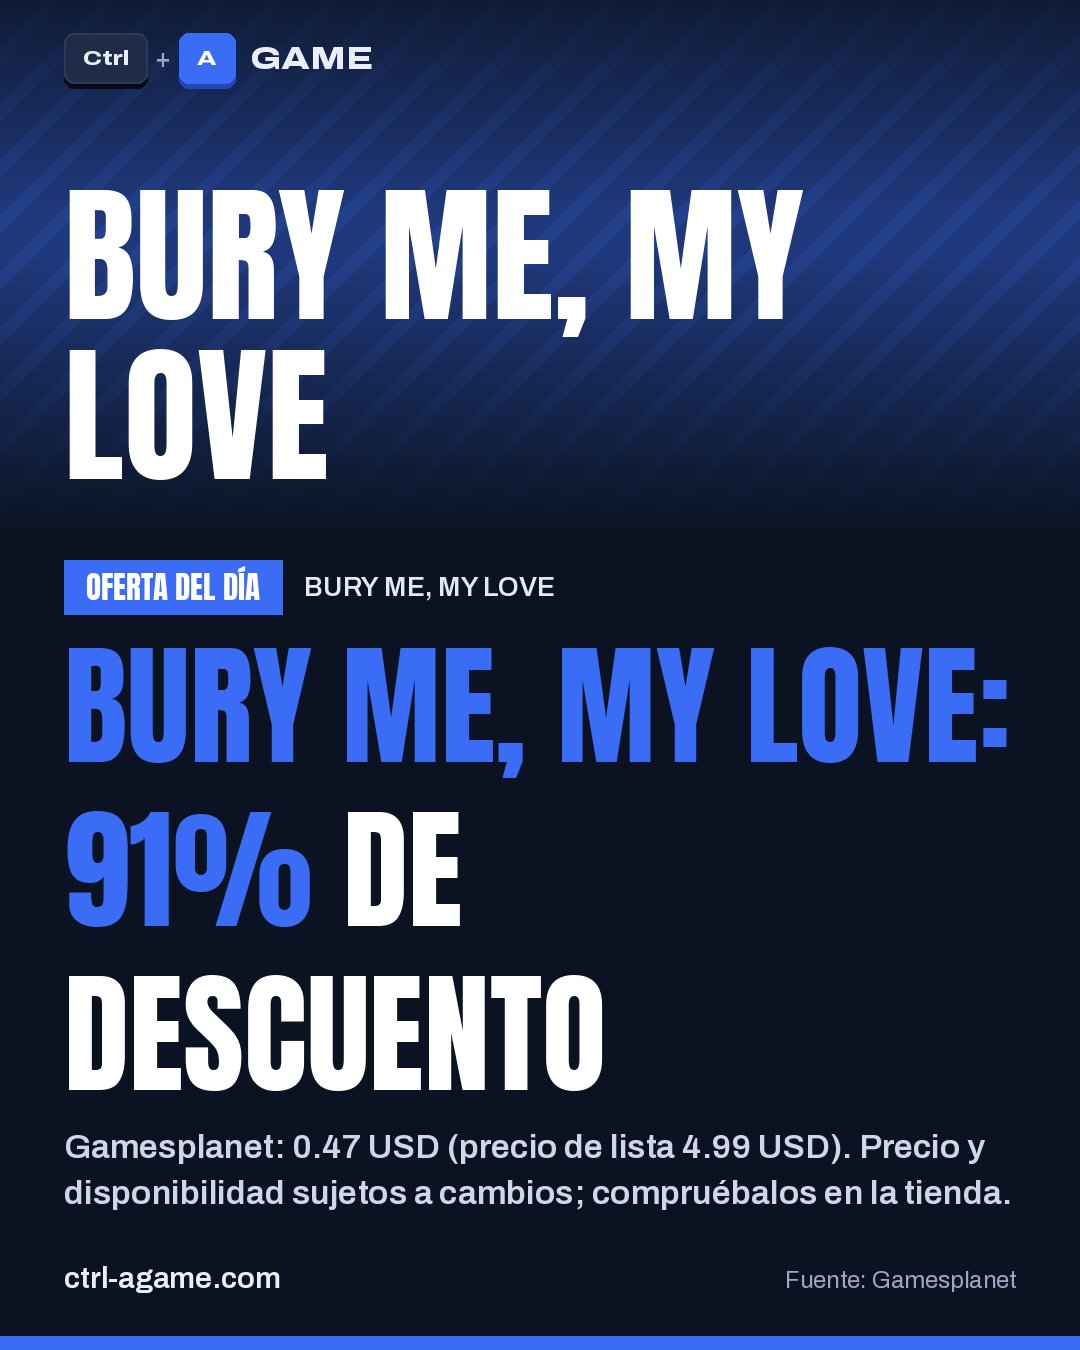 Ctrl + A GAME
BURY ME, MY
LOVE
OFERTA DEL DÍA BURY ME, MY LOVE
BURY ME, MY LOVE:
91% DE
DESCUENTO
Gamesplanet: 0.47 USD (precio de lista 4.99 USD). Precio y
disponibilidad sujetos a cambios; compruébalos en la tienda.
ctrl-agame.com Fuente: Gamesplanet